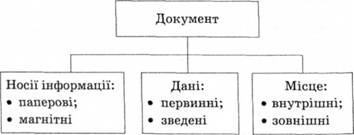 Документ
Носії інформації:
• паперові;
• магнітні
Дані:
• первинні;
• зведені
Місце:
• внутрішні;
• зовнішні